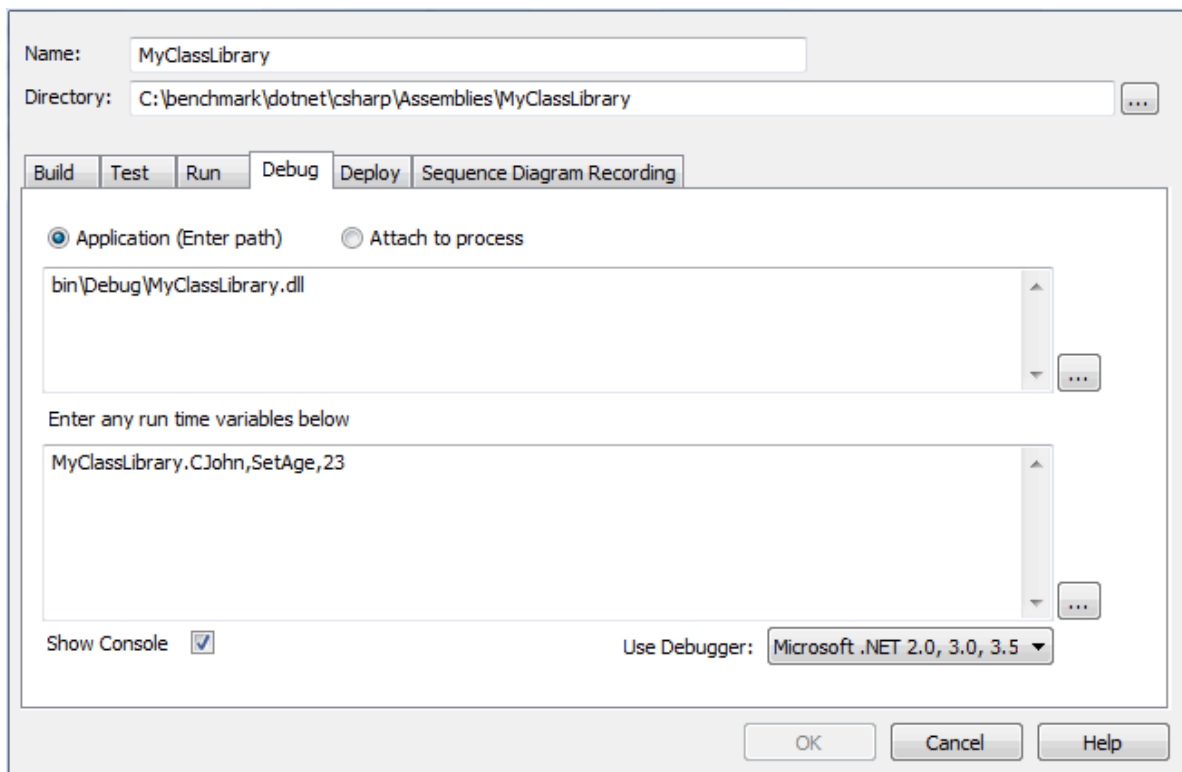 Name: MyClassLibrary
Directory: C:\benchmark\dotnet\csharp\Assemblies\MyClassLibrary ...
Build Test Run Debug Deploy Sequence Diagram Recording
Application (Enter path) Attach to process
bin\Debug\MyClassLibrary.dll
...
Enter any run time variables below
MyClassLibrary.CJohn,SetAge,23
...
Show Console Use Debugger: Microsoft .NET 2.0, 3.0, 3.5
OK Cancel Help